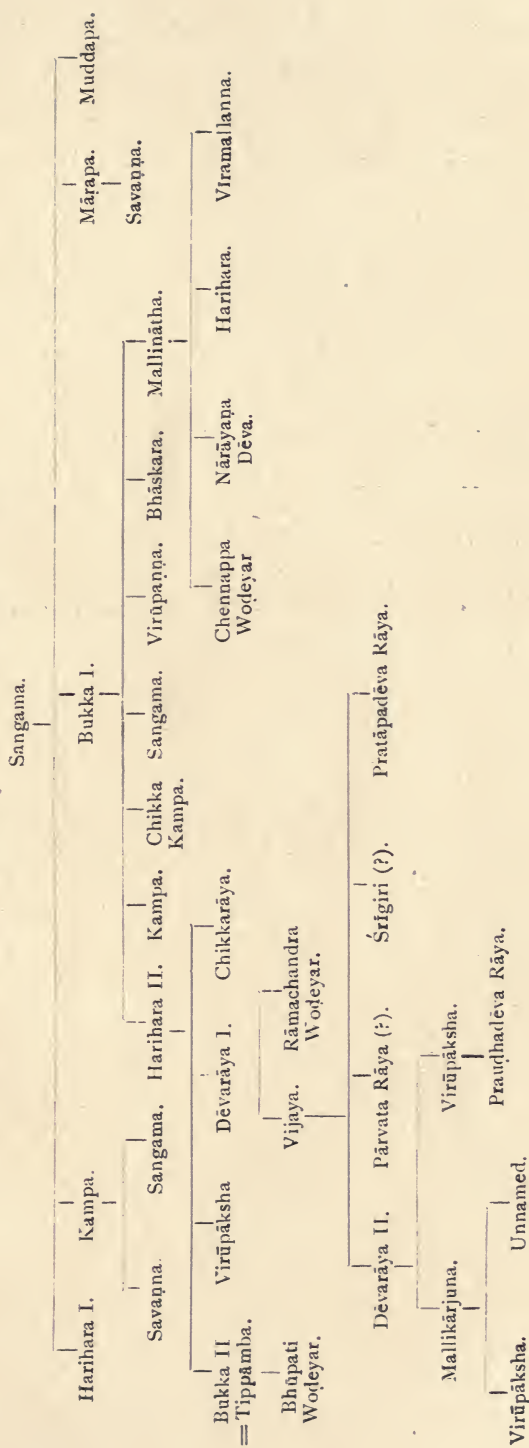 Sangama.
Harihara I. Kampa. Bukka I. Mārapa. Muddapa.
Savaṇṇa. Sangama. Harihara II. Kampa. Chikka Kampa. Sangama. Virūpaṇṇa. Bhāskara. Mallinātha. Savaṇṇa.
Bukka II
═ Tippāmba. Virūpāksha Dēvarāya I. Chikkarāya. Chennappa Woḍeyar Nārāyaṇa Dēva. Harihara. Vīramallanna.
Bhūpati Woḍeyar. Vijaya. Rāmachandra Woḍeyar.
Dēvarāya II. Pārvata Rāya (?). Śrīgiri (?). Pratāpadēva Rāya.
Mallikārjuna. Virūpāksha.
Virūpāksha. Unnamed. Prauḍhadēva Rāya.